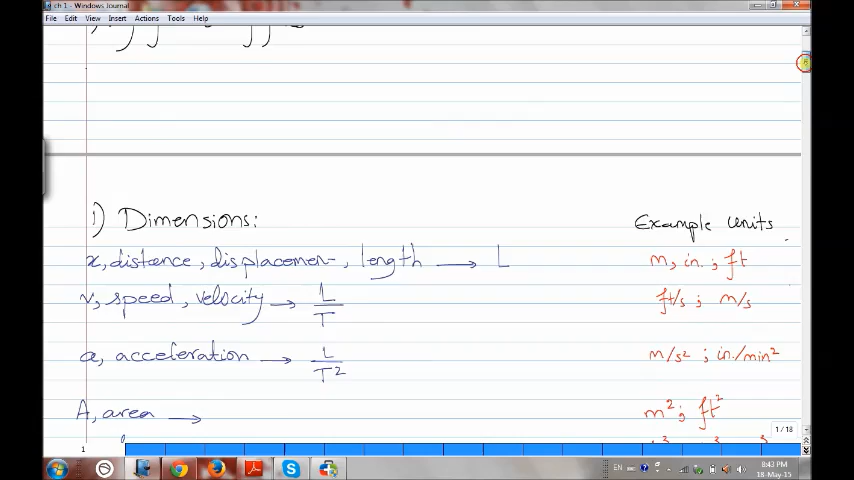 ch 1 - Windows Journal
File Edit View Insert Actions Tools Help
1) Dimensions:
Example Units
x, distance, displacement, length → L
m, in. ; ft
v, speed, velocity → L/T
ft/s ; m/s
a, acceleration → L/T²
m/s² ; in./min²
A, area →
m² ; ft²
1 / 18
1
EN
8:43 PM
18-May-15